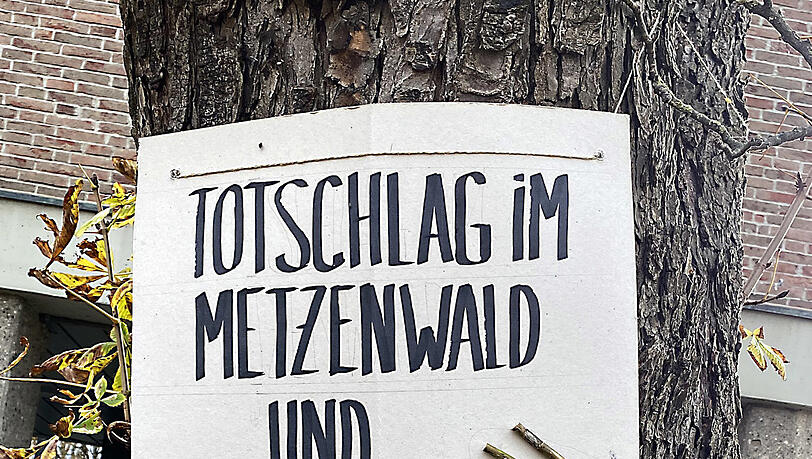 TOTSCHLAG iM
METZENWALD
UND